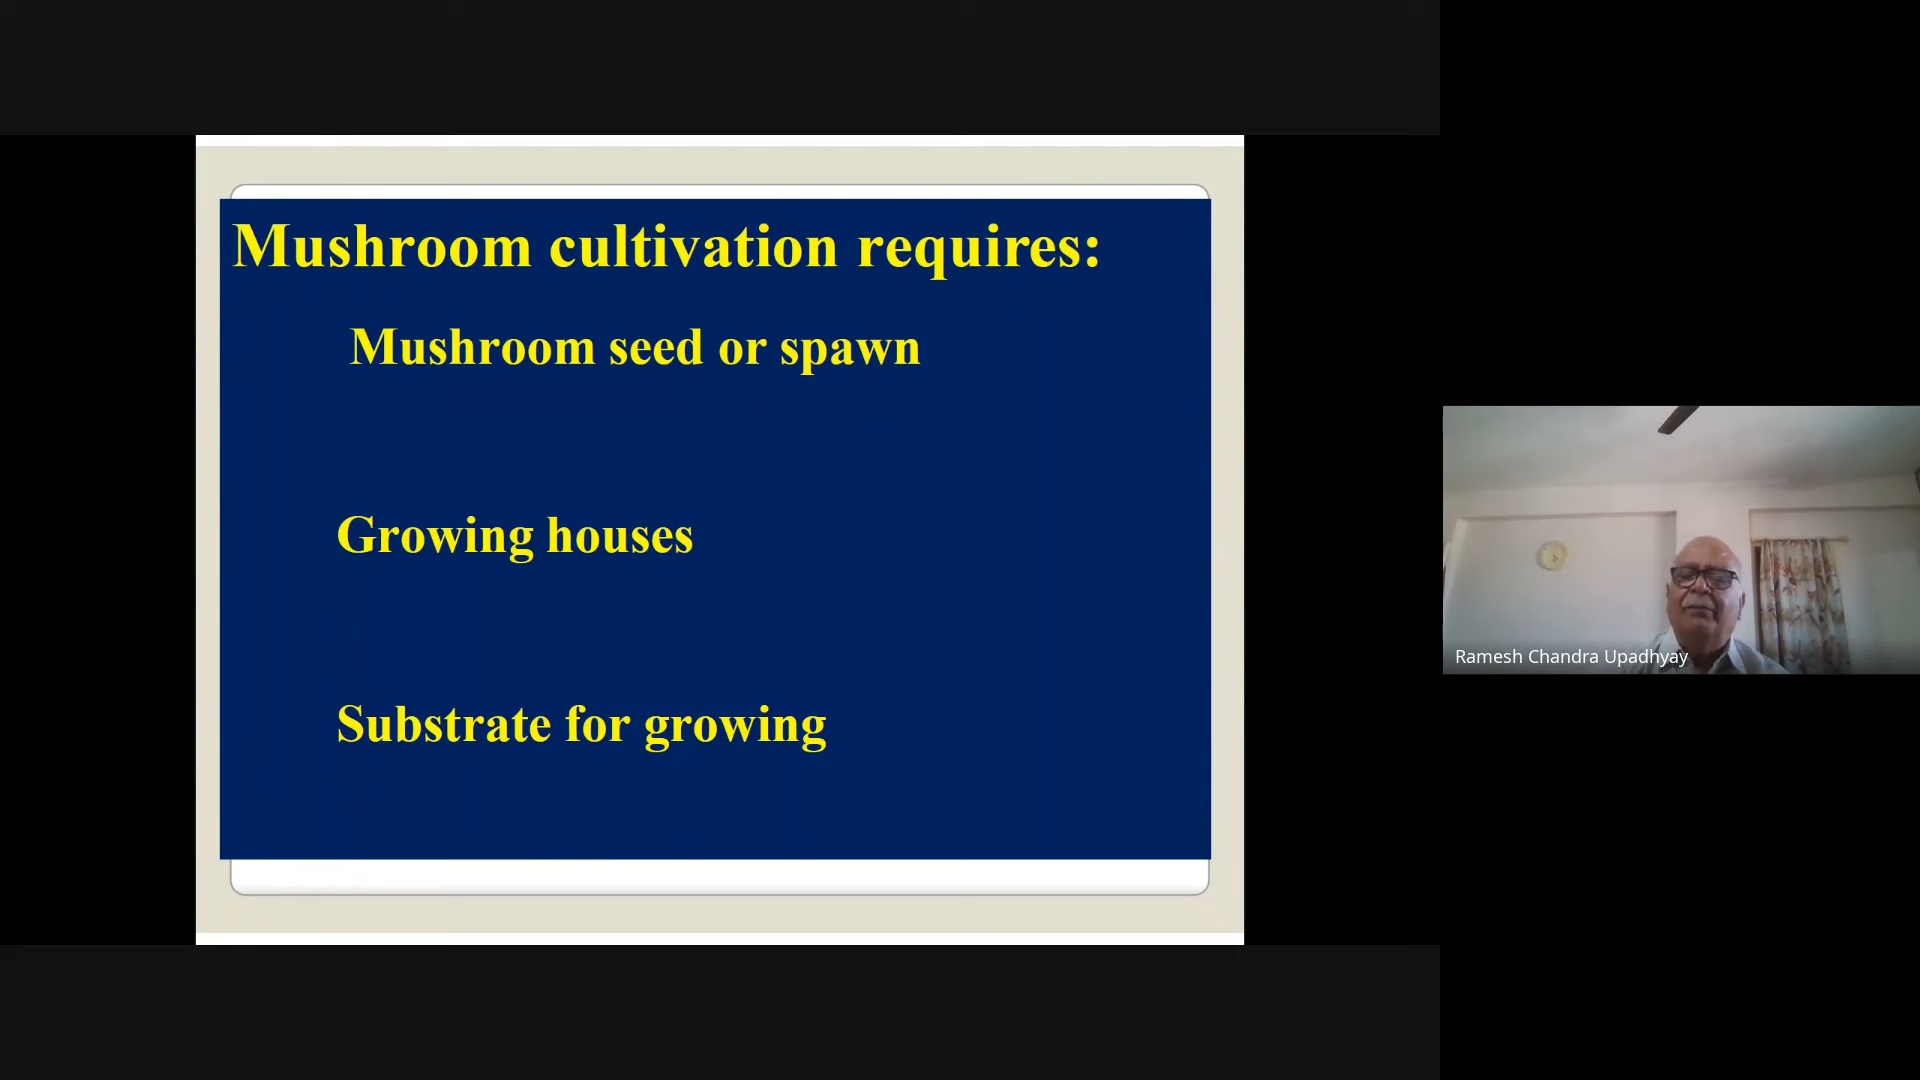 Mushroom cultivation requires:
Mushroom seed or spawn
Growing houses
Substrate for growing
Ramesh Chandra Upadhyay